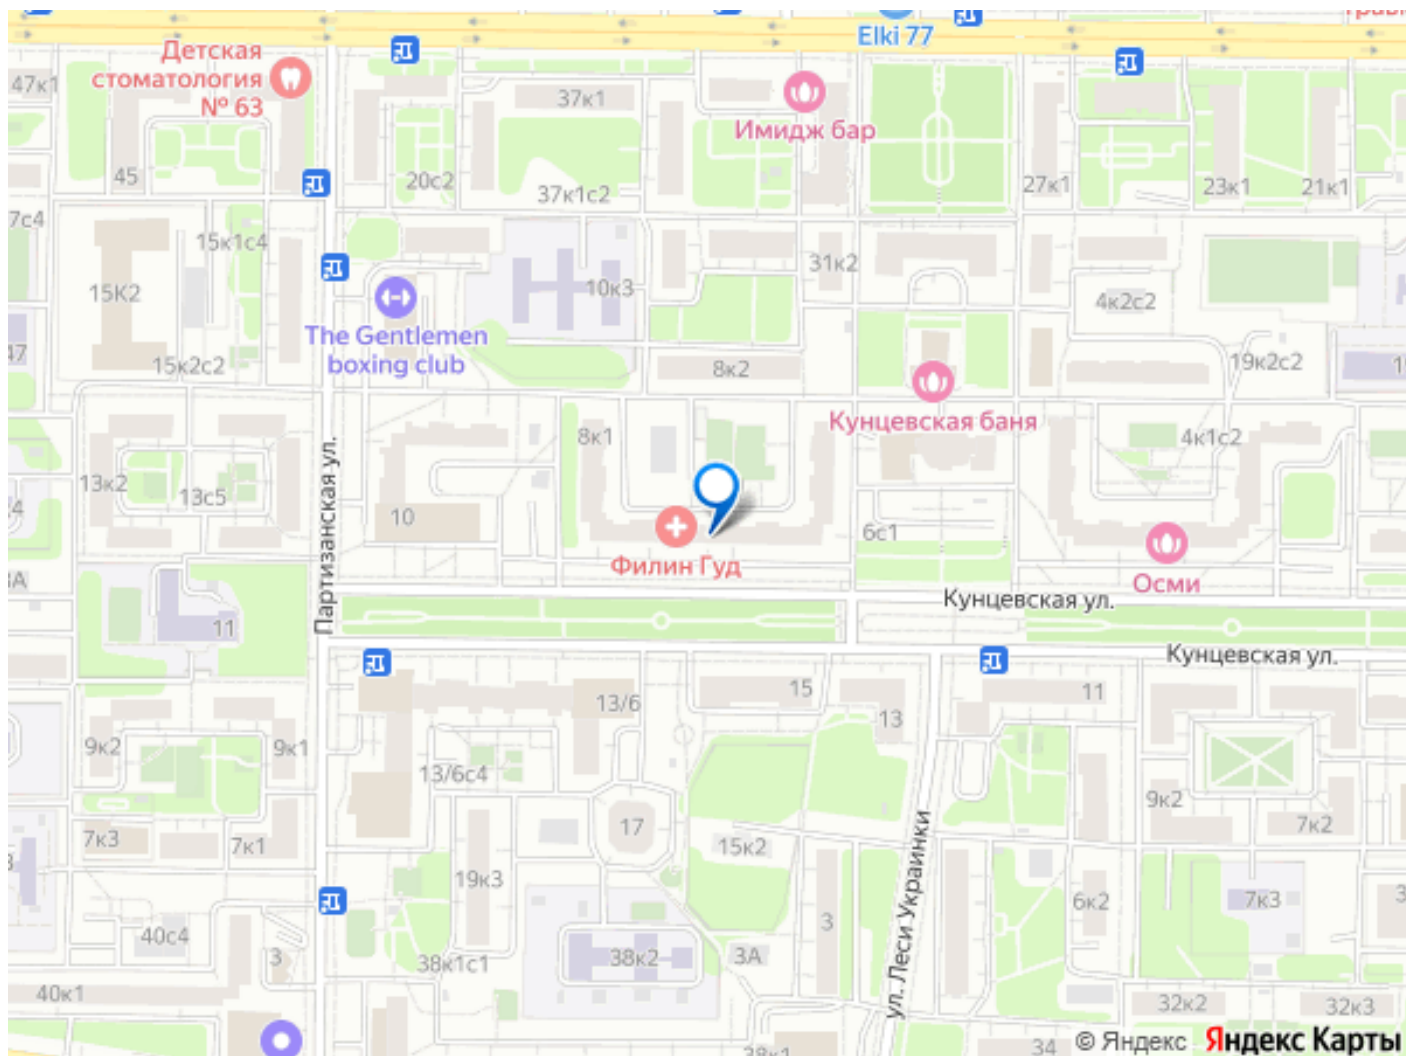 Elki 77
Детская
стоматология
№ 63
47к1
37к1
Имидж бар
45
20с2
37к1с2
27к1
23к1
21к1
7с4
15к1с4
31к2
15К2
10к3
4к2с2
The Gentlemen
boxing club
47
15к2с2
8к2
19к2с2
Кунцевская баня
8к1
4к1с2
Партизанская ул.
13к2
13с5
10
6с1
Филин Гуд
Осми
Кунцевская ул.
11
Кунцевская ул.
13/6
15
13
11
9к2
9к1
13/6с4
9к2
7к3
7к1
17
7к2
15к2
ул. Леси Украинки
19к3
3
6к2
7к3
40с4
3
38к1с1
38к2
3А
40к1
32к2
32к3
34
38к1
© Яндекс Яндекс Карты